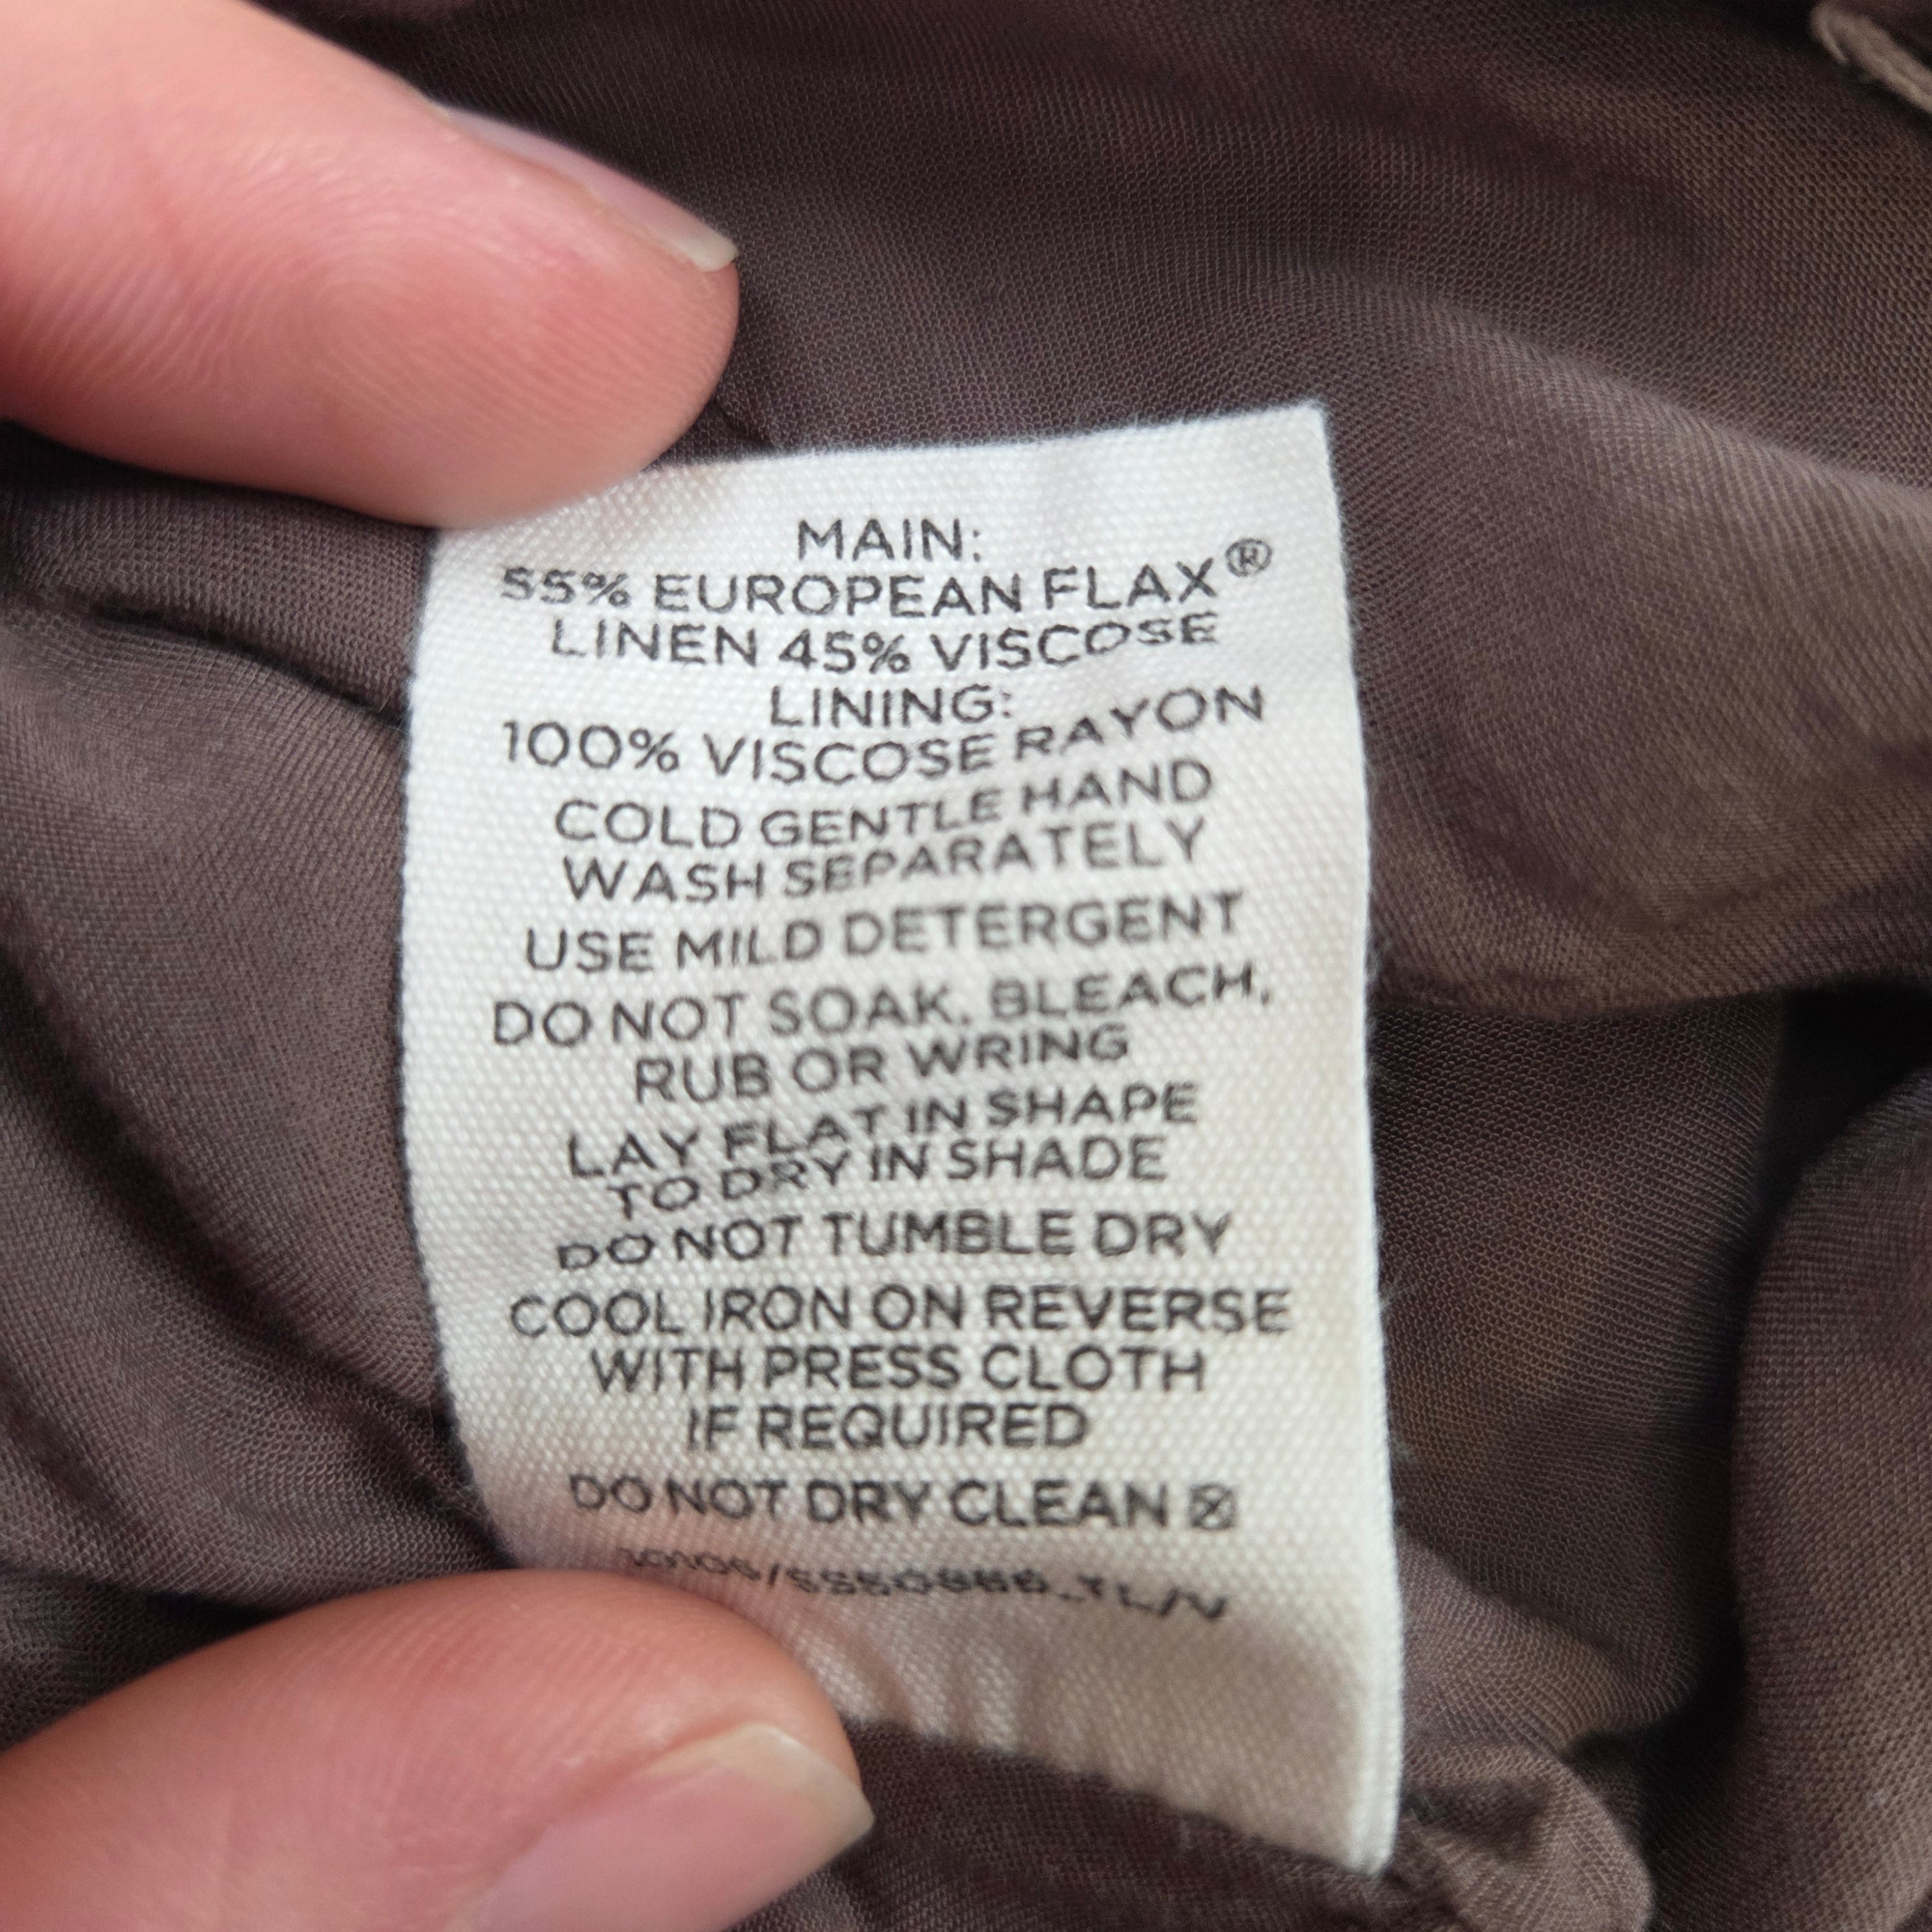 MAIN:
55% EUROPEAN FLAX®
LINEN 45% VISCOSE
LINING:
100% VISCOSE RAYON
COLD GENTLE HAND
WASH SEPARATELY
USE MILD DETERGENT
DO NOT SOAK, BLEACH,
RUB OR WRING
LAY FLAT IN SHAPE
TO DRY IN SHADE
DO NOT TUMBLE DRY
COOL IRON ON REVERSE
WITH PRESS CLOTH
IF REQUIRED
DO NOT DRY CLEAN